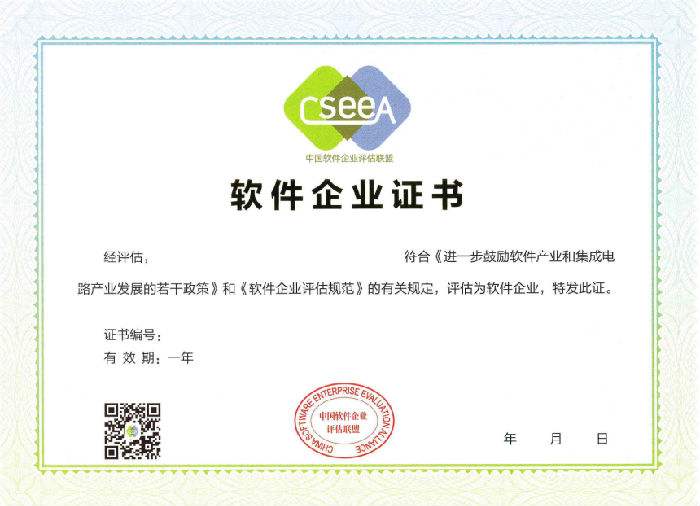 CSEEA
中国软件企业评估联盟
软件企业证书
经评估， 符合《进一步鼓励软件产业和集成电
路产业发展的若干政策》和《软件企业评估规范》的有关规定，评估为软件企业，特发此证。
证书编号：
有 效 期：一年
CHINA SOFTWARE ENTERPRISE EVALUATION ALLIANCE
中国软件企业
评估联盟
年 月 日